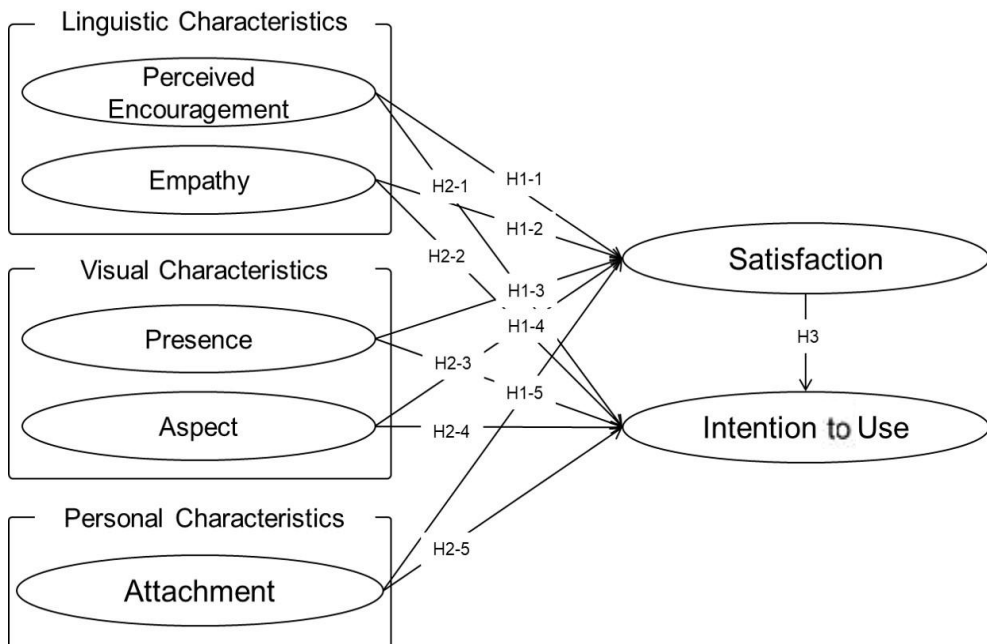 Linguistic Characteristics
Perceived
Encouragement
Empathy
Visual Characteristics
Presence
Aspect
Personal Characteristics
Attachment
H1-1
H2-1
H1-2
H2-2
H1-3
H1-4
H2-3
H1-5
H2-4
H2-5
Satisfaction
H3
Intention to Use